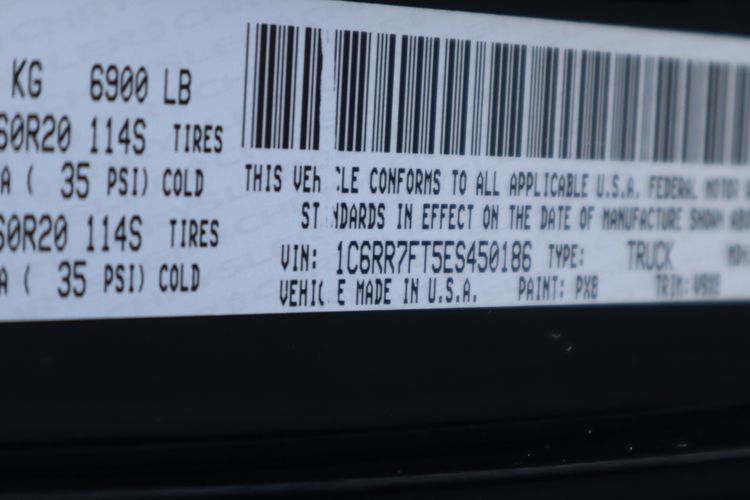 KG 6900 LB
60R20 114S TIRES
A ( 35 PSI) COLD
60R20 114S TIRES
A ( 35 PSI) COLD
THIS VEH CLE CONFORMS TO ALL APPLICABLE U.S.A. FEDERAL MOTOR
ST NDARDS IN EFFECT ON THE DATE OF MANUFACTURE SHOWN
VIN: 1C6RR7FT5ES450186 TYPE: TRUCK
VEHIC E MADE IN U.S.A. PAINT: PX8 TRIM: